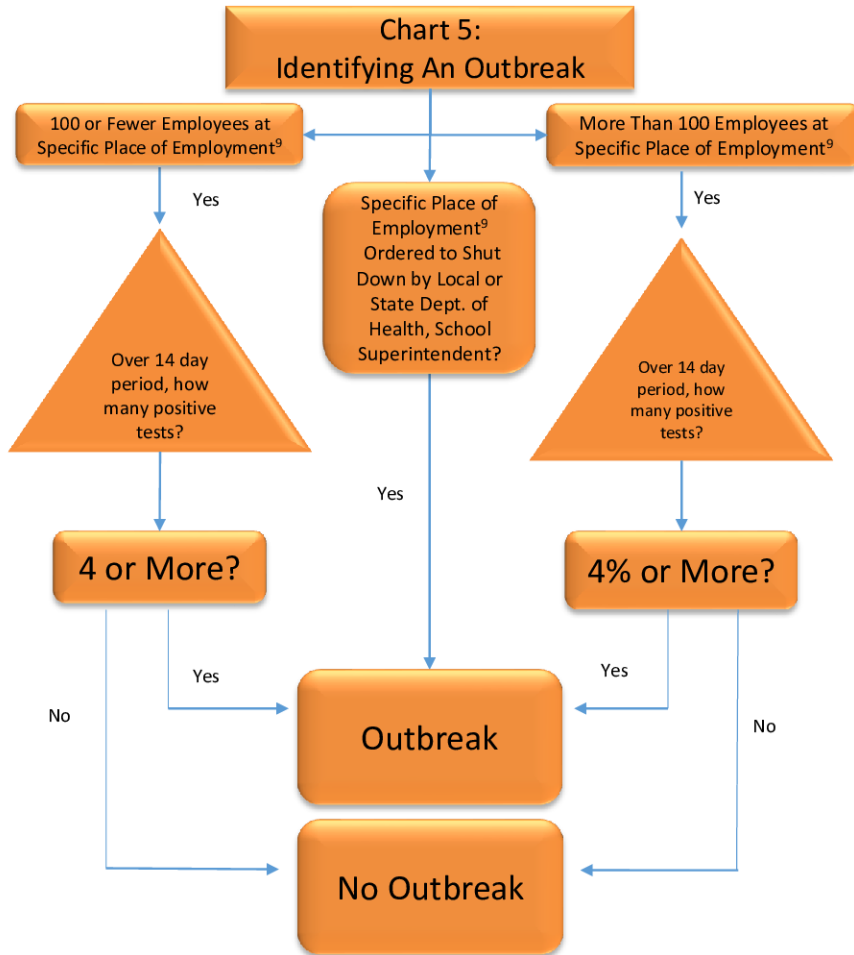 Chart 5:
Identifying An Outbreak
100 or Fewer Employees at
Specific Place of Employment⁹
More Than 100 Employees at
Specific Place of Employment⁹
Yes
Specific Place of
Employment⁹
Ordered to Shut
Down by Local or
State Dept. of
Health, School
Superintendent?
Yes
Over 14 day
period, how
many positive
tests?
Over 14 day
period, how
many positive
tests?
Yes
4 or More?
4% or More?
Yes
Yes
No
No
Outbreak
No Outbreak